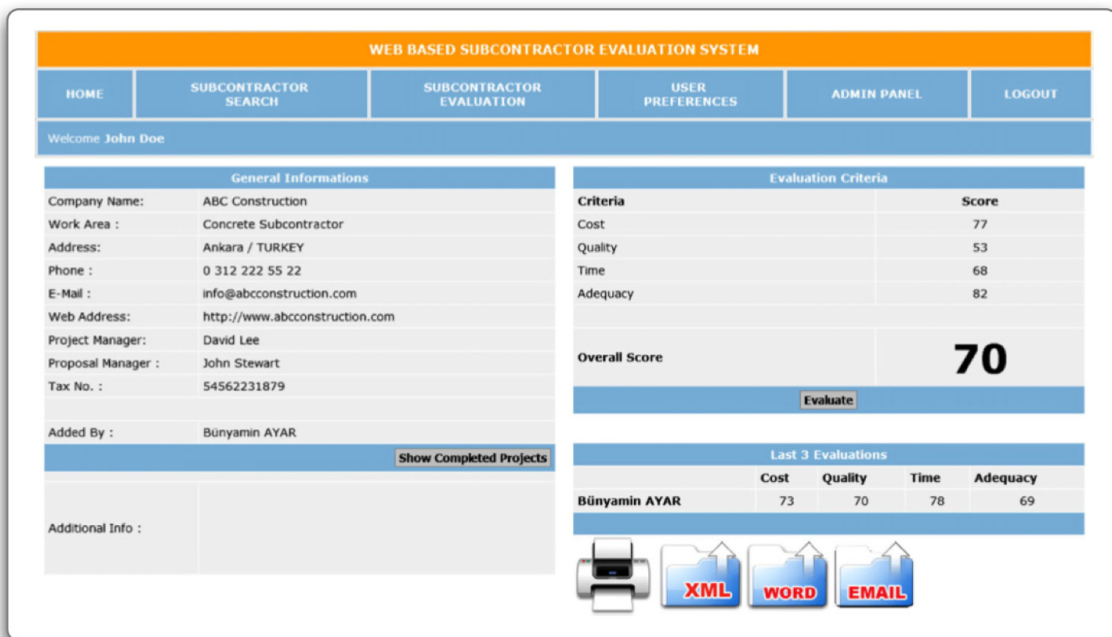 WEB BASED SUBCONTRACTOR EVALUATION SYSTEM
HOME
SUBCONTRACTOR
SEARCH
SUBCONTRACTOR
EVALUATION
USER
PREFERENCES
ADMIN PANEL
LOGOUT
Welcome John Doe
General Informations
Company Name: ABC Construction
Work Area : Concrete Subcontractor
Address: Ankara / TURKEY
Phone : 0 312 222 55 22
E-Mail : info@abcconstruction.com
Web Address: http://www.abcconstruction.com
Project Manager: David Lee
Proposal Manager : John Stewart
Tax No. : 54562231879
Added By : Bünyamin AYAR
Show Completed Projects
Additional Info :
Evaluation Criteria
Criteria Score
Cost 77
Quality 53
Time 68
Adequacy 82
Overall Score 70
Evaluate
Last 3 Evaluations
Cost Quality Time Adequacy
Bünyamin AYAR 73 70 78 69
XML
WORD
EMAIL